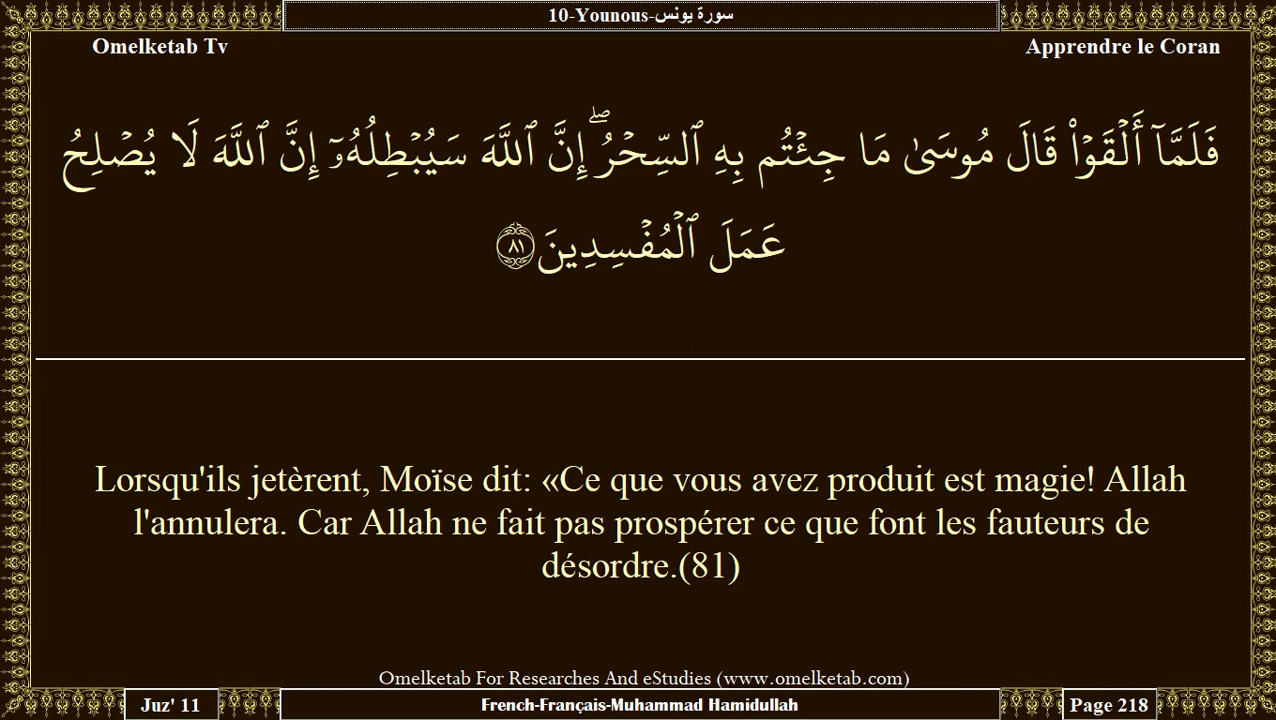 10-Younous-سورة يونس
Omelketab Tv
Apprendre le Coran
فَلَمَّآ أَلْقَوْا۟ قَالَ مُوسَىٰ مَا جِئْتُم بِهِ ٱلسِّحْرُ ۖ إِنَّ ٱللَّهَ سَيُبْطِلُهُۥٓ إِنَّ ٱللَّهَ لَا يُصْلِحُ
عَمَلَ ٱلْمُفْسِدِينَ ٨١
Lorsqu'ils jetèrent, Moïse dit: «Ce que vous avez produit est magie! Allah
l'annulera. Car Allah ne fait pas prospérer ce que font les fauteurs de
désordre.(81)
Omelketab For Researches And eStudies (www.omelketab.com)
Juz' 11
French-Français-Muhammad Hamidullah
Page 218